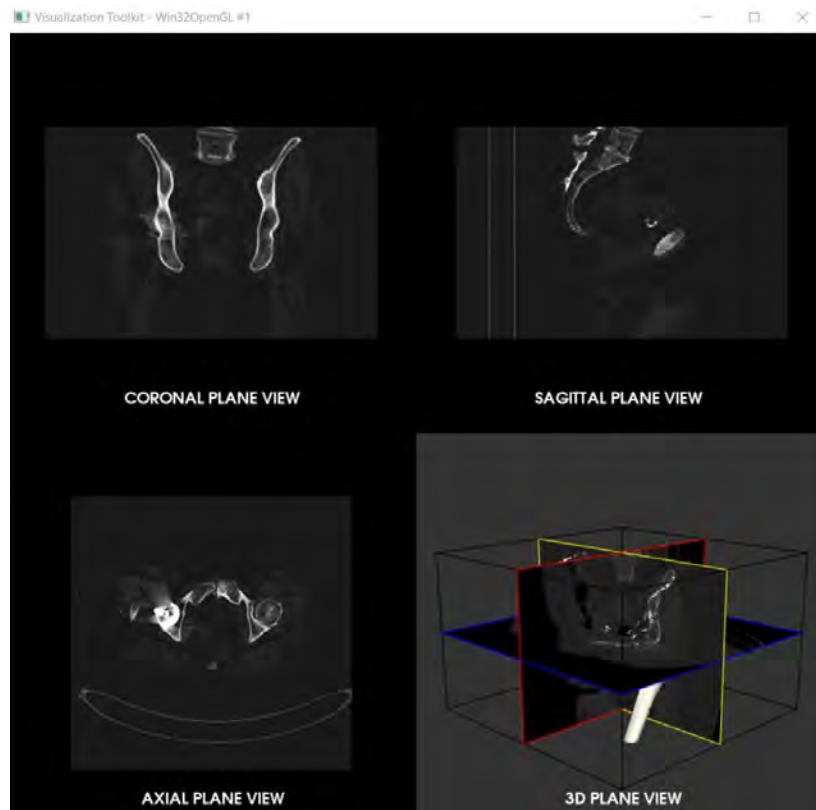 Visualization Toolkit - Win32OpenGL #1
CORONAL PLANE VIEW
SAGITTAL PLANE VIEW
AXIAL PLANE VIEW
3D PLANE VIEW